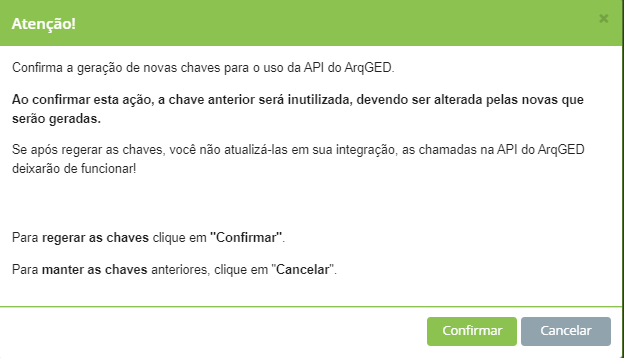 Atenção!
Confirma a geração de novas chaves para o uso da API do ArqGED.
Ao confirmar esta ação, a chave anterior será inutilizada, devendo ser alterada pelas novas que
serão geradas.
Se após regerar as chaves, você não atualizá-las em sua integração, as chamadas na API do ArqGED
deixarão de funcionar!
Para regerar as chaves clique em "Confirmar".
Para manter as chaves anteriores, clique em "Cancelar".
Confirmar Cancelar